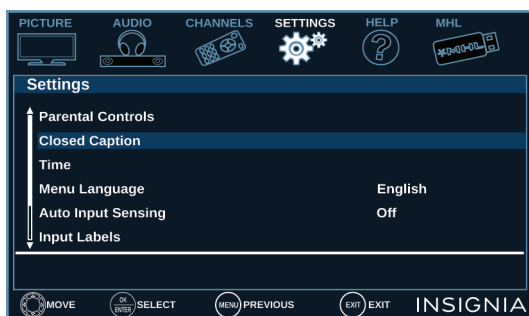 PICTURE AUDIO CHANNELS SETTINGS HELP MHL
MHL
Settings
Parental Controls
Closed Caption
Time
Menu Language English
Auto Input Sensing Off
Input Labels
MOVE OK ENTER SELECT MENU PREVIOUS EXIT EXIT INSIGNIA